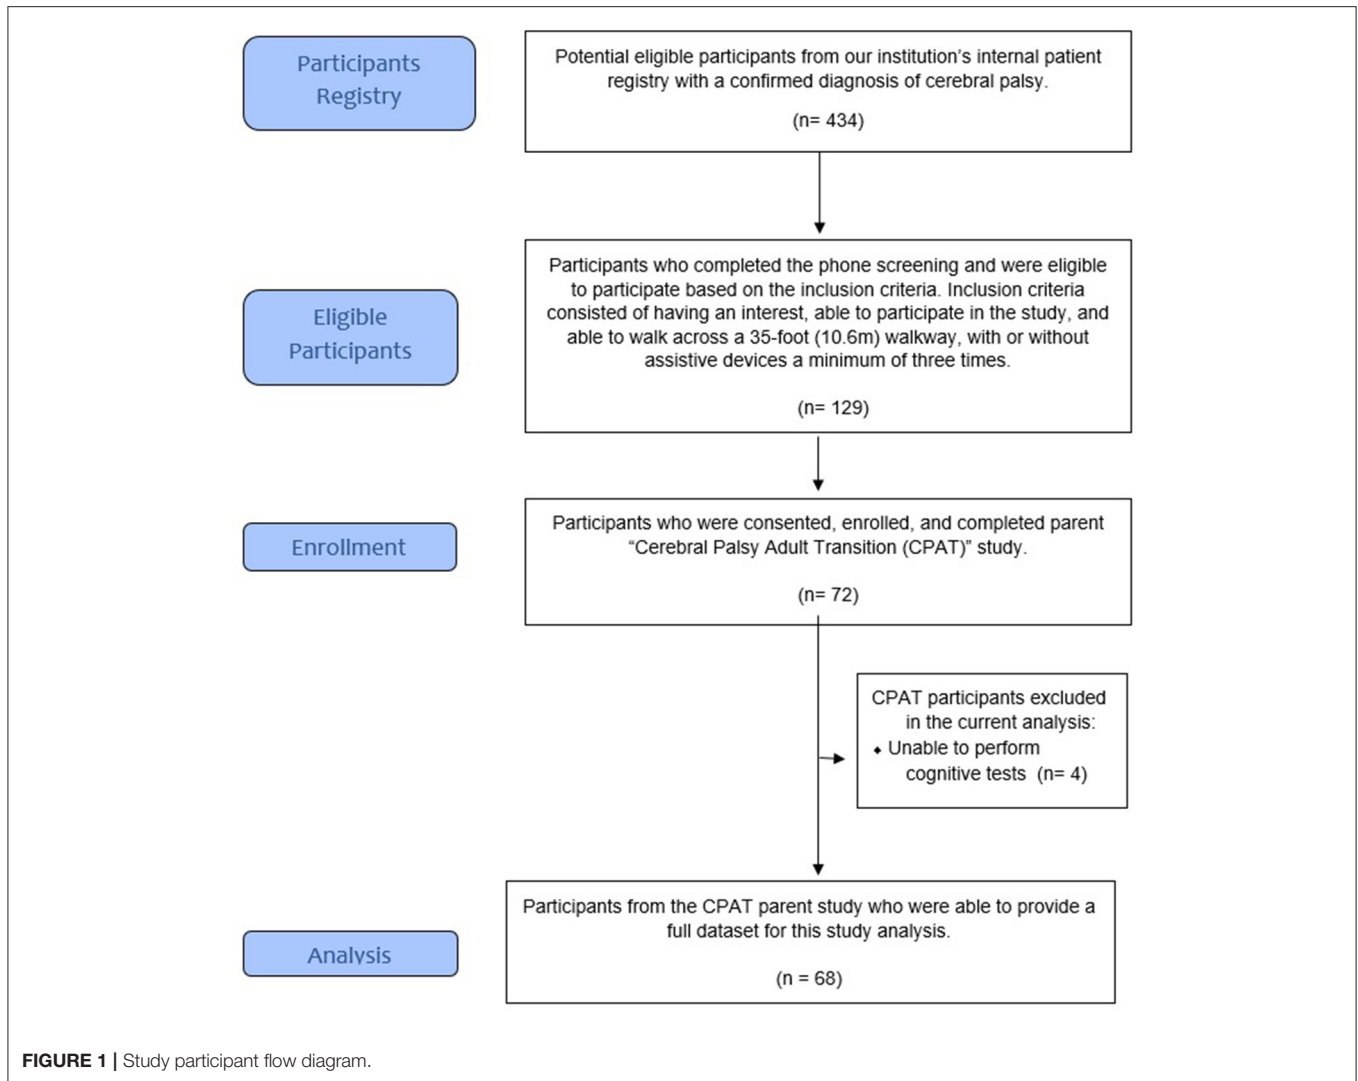 Participants
Registry
Potential eligible participants from our institution's internal patient
registry with a confirmed diagnosis of cerebral palsy.
(n= 434)
Eligible
Participants
Participants who completed the phone screening and were eligible
to participate based on the inclusion criteria. Inclusion criteria
consisted of having an interest, able to participate in the study, and
able to walk across a 35-foot (10.6m) walkway, with or without
assistive devices a minimum of three times.
(n= 129)
Enrollment
Participants who were consented, enrolled, and completed parent
“Cerebral Palsy Adult Transition (CPAT)” study.
(n= 72)
CPAT participants excluded
in the current analysis:
♦ Unable to perform
cognitive tests (n= 4)
Analysis
Participants from the CPAT parent study who were able to provide a
full dataset for this study analysis.
(n = 68)
FIGURE 1 | Study participant flow diagram.